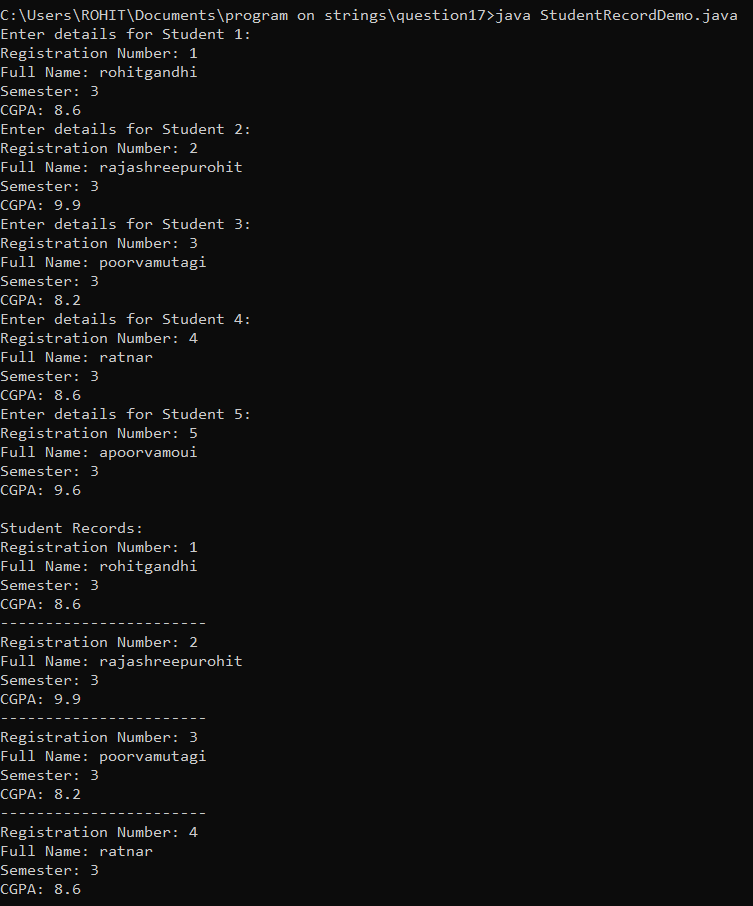 C:\Users\ROHIT\Documents\program on strings\question17>java StudentRecordDemo.java
Enter details for Student 1:
Registration Number: 1
Full Name: rohitgandhi
Semester: 3
CGPA: 8.6
Enter details for Student 2:
Registration Number: 2
Full Name: rajashreepurohit
Semester: 3
CGPA: 9.9
Enter details for Student 3:
Registration Number: 3
Full Name: poorvamutagi
Semester: 3
CGPA: 8.2
Enter details for Student 4:
Registration Number: 4
Full Name: ratnar
Semester: 3
CGPA: 8.6
Enter details for Student 5:
Registration Number: 5
Full Name: apoorvamoui
Semester: 3
CGPA: 9.6

Student Records:
Registration Number: 1
Full Name: rohitgandhi
Semester: 3
CGPA: 8.6
-----------------------
Registration Number: 2
Full Name: rajashreepurohit
Semester: 3
CGPA: 9.9
-----------------------
Registration Number: 3
Full Name: poorvamutagi
Semester: 3
CGPA: 8.2
-----------------------
Registration Number: 4
Full Name: ratnar
Semester: 3
CGPA: 8.6